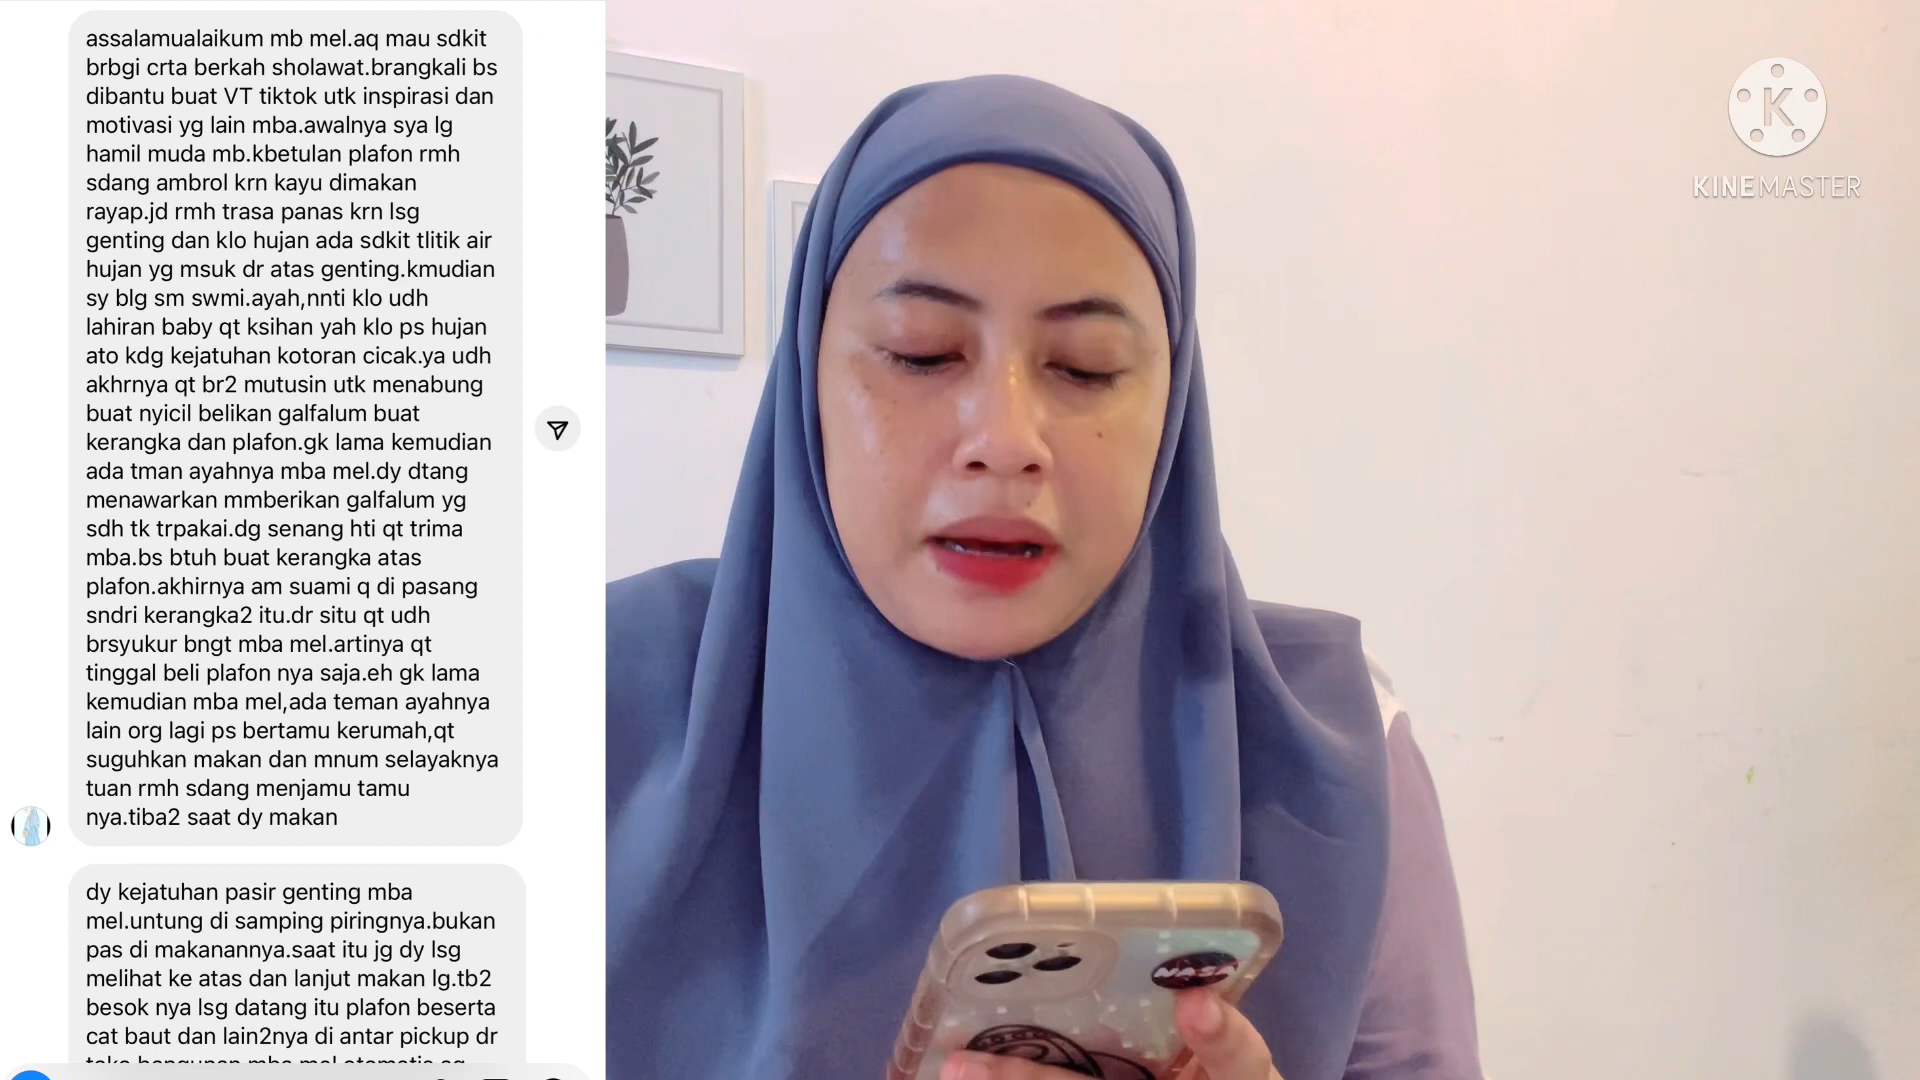 assalamualaikum mb mel.aq mau sdkit
brbgi crta berkah sholawat.brangkali bs
dibantu buat VT tiktok utk inspirasi dan
motivasi yg lain mba.awalnya sya lg
hamil muda mb.kbetulan plafon rmh
sdang ambrol krn kayu dimakan
rayap.jd rmh trasa panas krn lsg
genting dan klo hujan ada sdkit tlitik air
hujan yg msuk dr atas genting.kmudian
sy blg sm swmi.ayah,nnti klo udh
lahiran baby qt ksihan yah klo ps hujan
ato kdg kejatuhan kotoran cicak.ya udh
akhrnya qt br2 mutusin utk menabung
buat nyicil belikan galfalum buat
kerangka dan plafon.gk lama kemudian
ada tman ayahnya mba mel.dy dtang
menawarkan mmberikan galfalum yg
sdh tk trpakai.dg senang hti qt trima
mba.bs btuh buat kerangka atas
plafon.akhirnya am suami q di pasang
sndri kerangka2 itu.dr situ qt udh
brsyukur bngt mba mel.artinya qt
tinggal beli plafon nya saja.eh gk lama
kemudian mba mel,ada teman ayahnya
lain org lagi ps bertamu kerumah,qt
suguhkan makan dan mnum selayaknya
tuan rmh sdang menjamu tamu
nya.tiba2 saat dy makan
dy kejatuhan pasir genting mba
mel.untung di samping piringnya.bukan
pas di makanannya.saat itu jg dy lsg
melihat ke atas dan lanjut makan lg.tb2
besok nya lsg datang itu plafon beserta
cat baut dan lain2nya di antar pickup dr
K
KINEMASTER
NASA